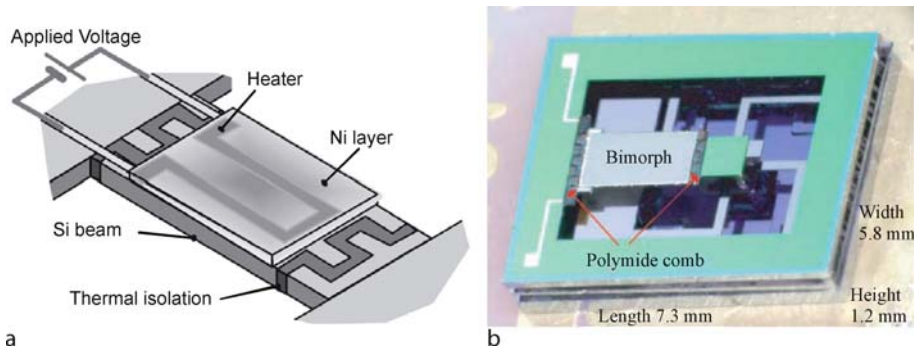 Applied Voltage
Heater
Ni layer
Si beam
Thermal isolation
a
Bimorph
Polymide comb
Width
5.8 mm
Height
1.2 mm
Length 7.3 mm
b